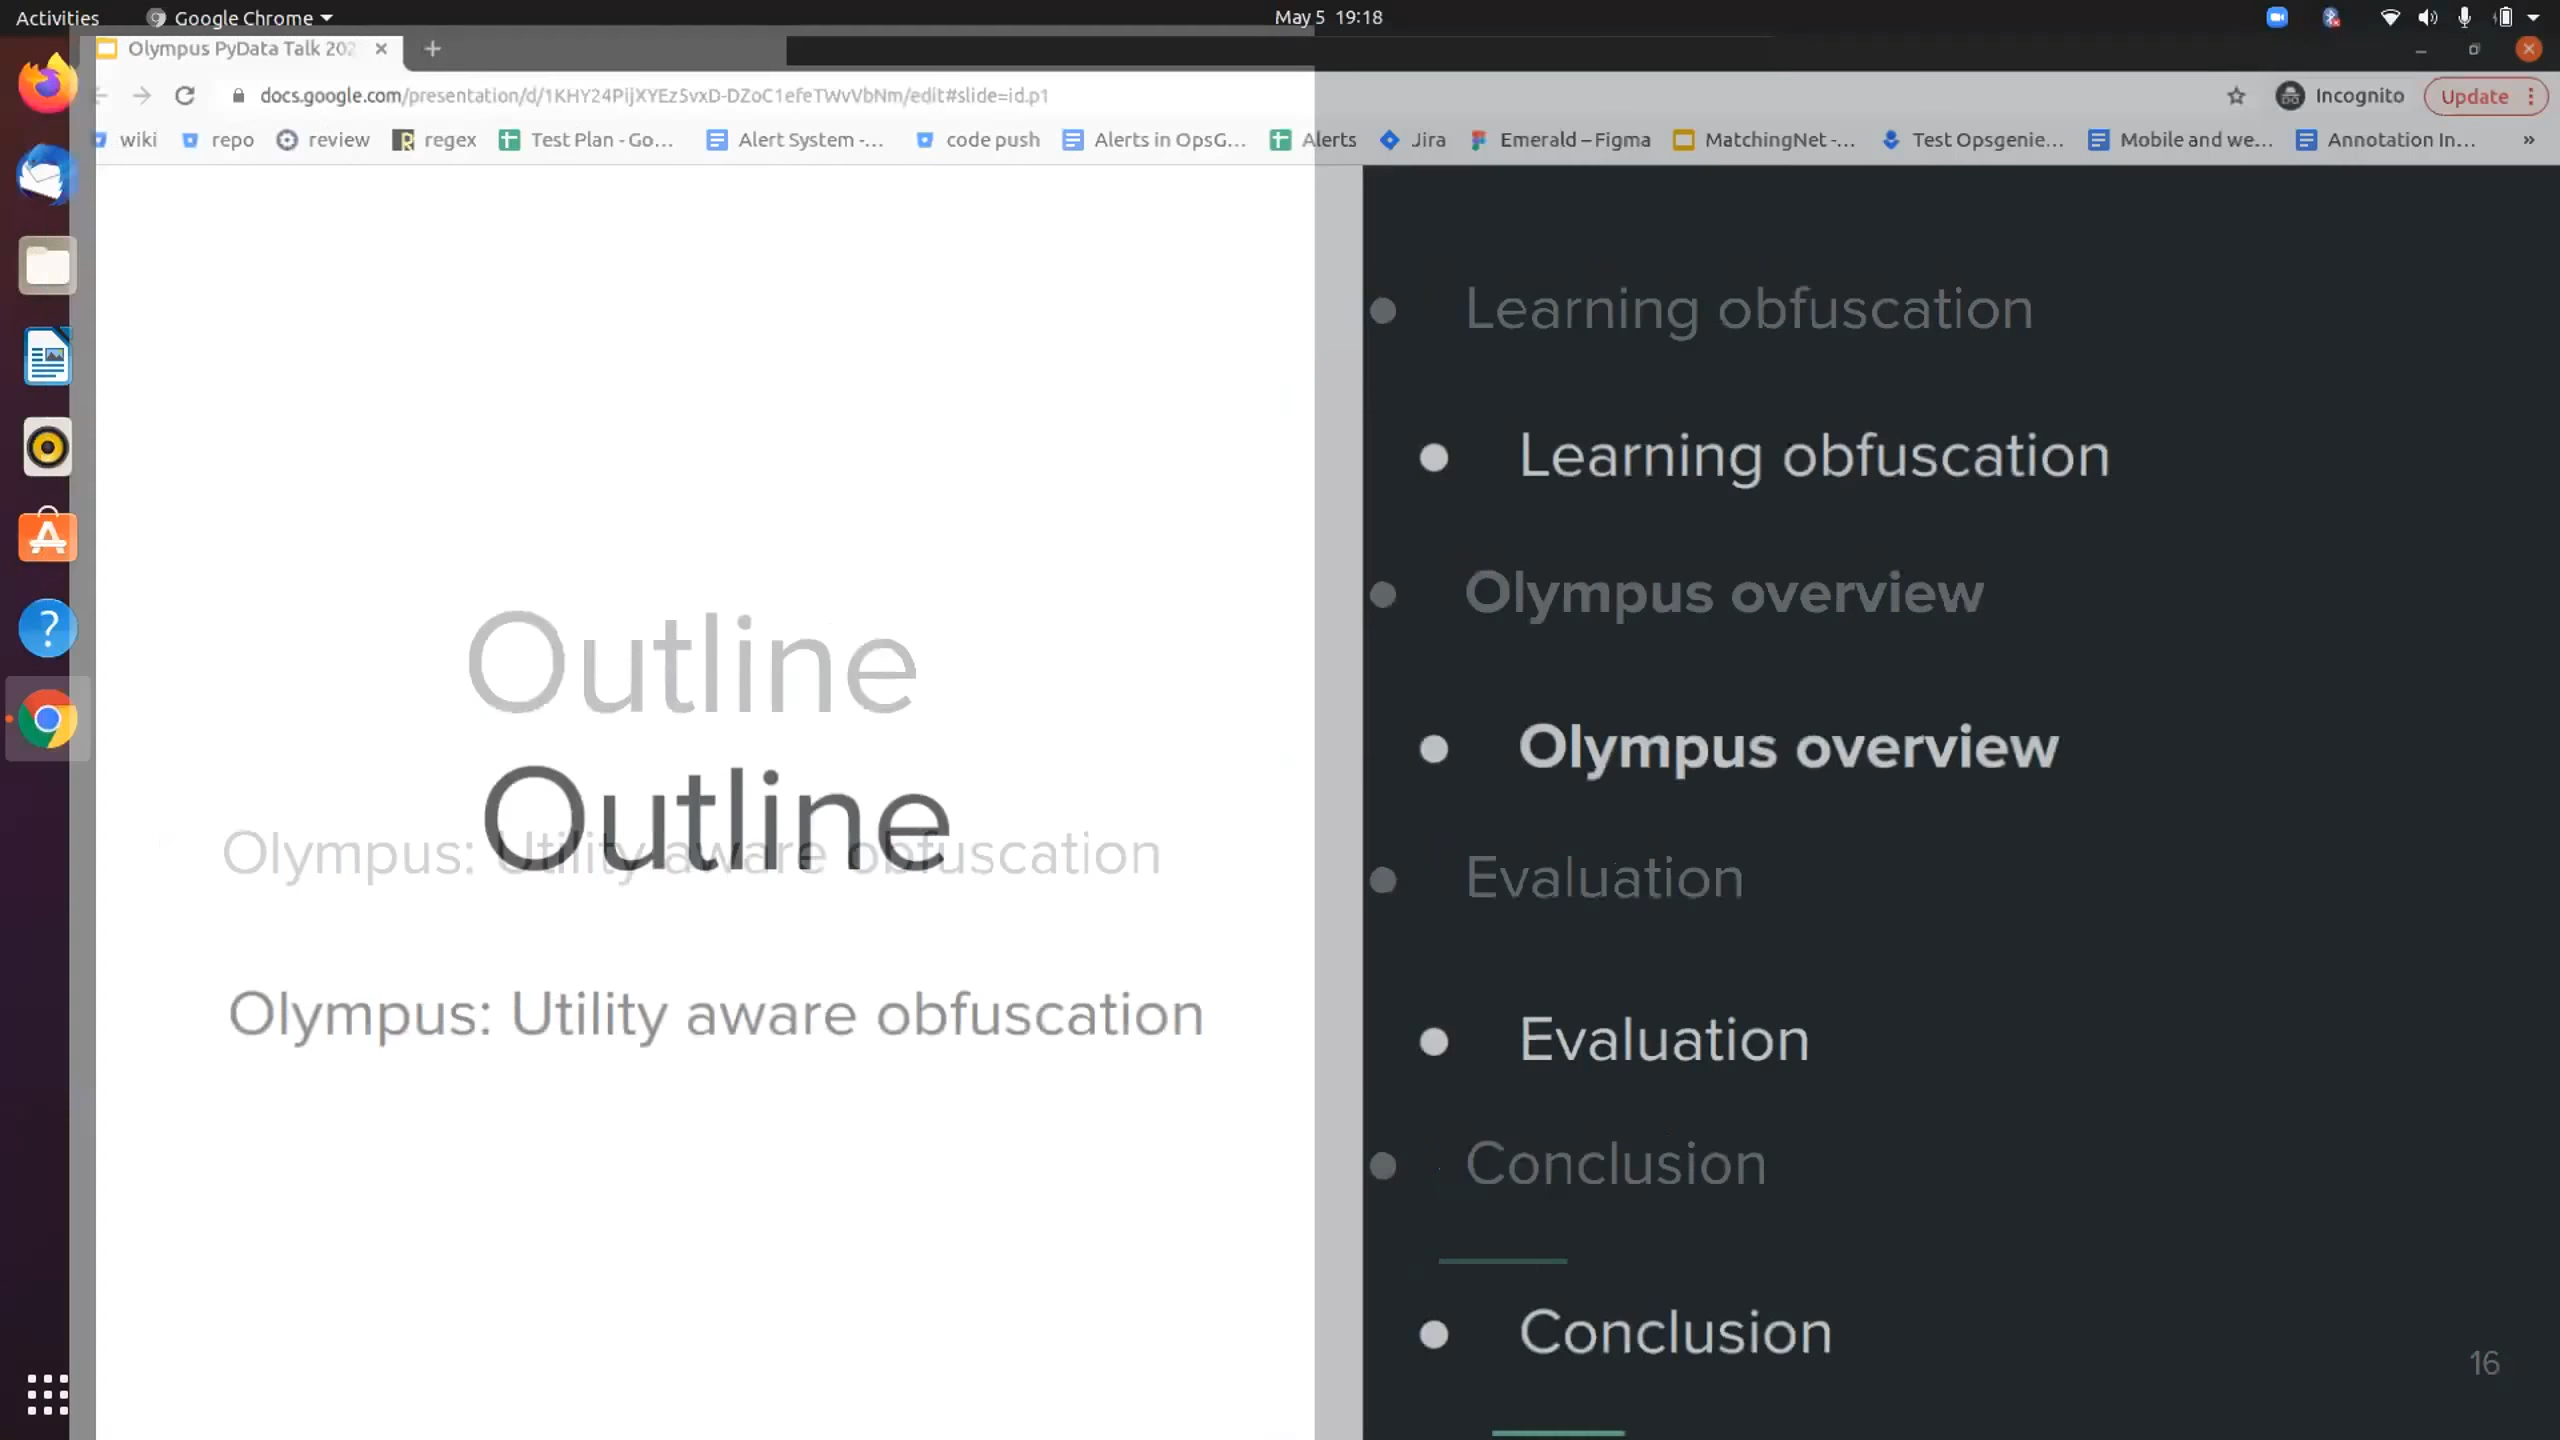 Activities
Google Chrome
May 5 19:18
Olympus PyData Talk 202
docs.google.com/presentation/d/1KHY24PijXYEz5vxD-DZoC1efeTWvVbNm/edit#slide=id.p1
Incognito
Update
wiki
repo
review
regex
Test Plan - Go...
Alert System -...
code push
Alerts in OpsG...
Alerts
Jira
Emerald – Figma
MatchingNet -...
Test Opsgenie...
Mobile and we...
Annotation In...
»
Outline
Outline
Olympus: Utility aware obfuscation
Olympus: Utility aware obfuscation
● Learning obfuscation
● Learning obfuscation
● Olympus overview
● Olympus overview
● Evaluation
● Evaluation
● Conclusion
● Conclusion
16